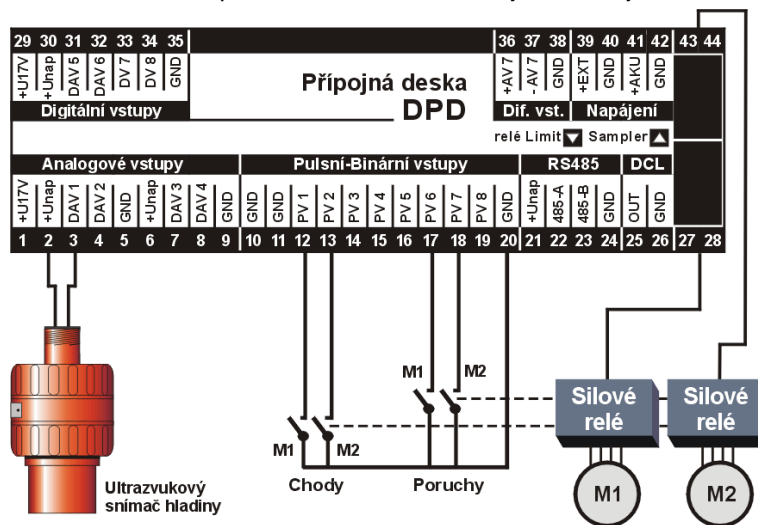 29 30 31 32 33 34 35 36 37 38 39 40 41 42 43 44
+U17V +Unap DAV 5 DAV 6 DV 7 DV 8 GND +AV 7 - AV 7 GND +EXT GND +AKU GND
Přípojná deska
DPD
Digitální vstupy Dif. vst. Napájení
relé Limit Sampler
Analogové vstupy Pulsní-Binární vstupy RS485 DCL
+U17V +Unap DAV 1 DAV 2 GND +Unap DAV 3 DAV 4 GND GND GND PV 1 PV 2 PV 3 PV 4 PV 5 PV 6 PV 7 PV 8 GND +Unap 485-A 485-B GND OUT GND
1 2 3 4 5 6 7 8 9 10 11 12 13 14 15 16 17 18 19 20 21 22 23 24 25 26 27 28
M1 M2
Silové relé
Silové relé
M1 M2
Chody
Poruchy
Ultrazvukový
snímač hladiny
M1
M2